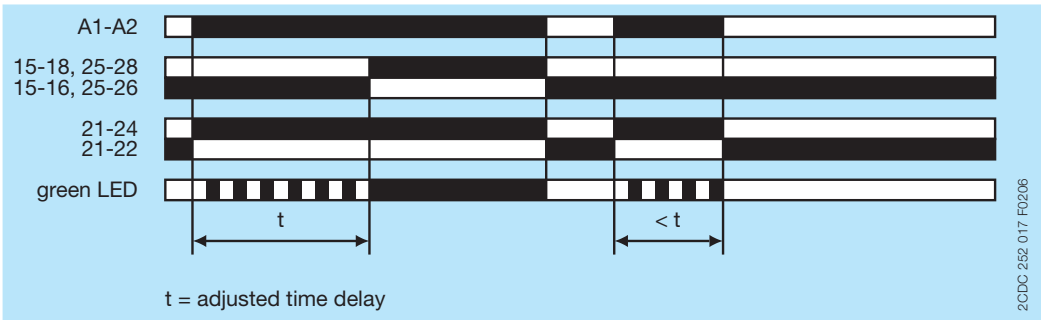 A1-A2
15-18, 25-28
15-16, 25-26
21-24
21-22
green LED
t
< t
t = adjusted time delay
2CDC 252 017 F0206